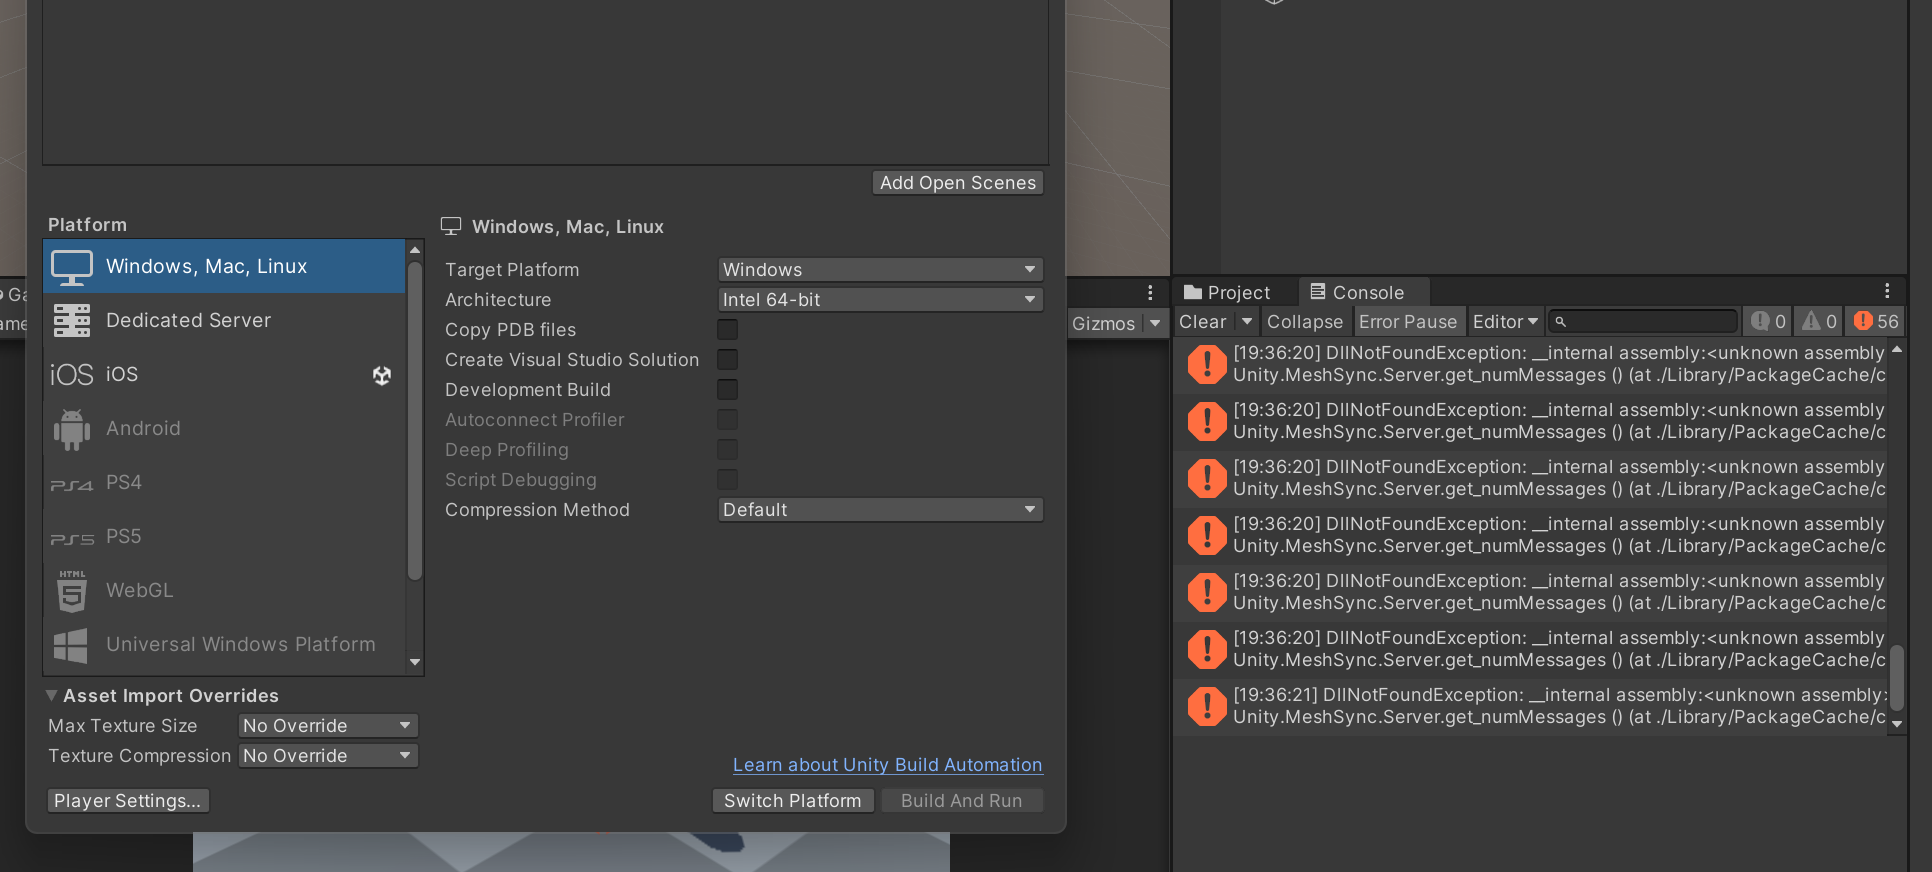 Add Open Scenes
Platform
Windows, Mac, Linux
Dedicated Server
iOS iOS
Android
PS4 PS4
PS5 PS5
HTML 5 WebGL
Universal Windows Platform
Asset Import Overrides
Max Texture Size No Override
Texture Compression No Override
Player Settings...
Windows, Mac, Linux
Target Platform Windows
Architecture Intel 64-bit
Copy PDB files
Create Visual Studio Solution
Development Build
Autoconnect Profiler
Deep Profiling
Script Debugging
Compression Method Default
Learn about Unity Build Automation
Switch Platform Build And Run
Gizmos
Project Console
Clear Collapse Error Pause Editor 0 0 56
[19:36:20] DllNotFoundException: __internal assembly:<unknown assembly
Unity.MeshSync.Server.get_numMessages () (at ./Library/PackageCache/c
[19:36:20] DllNotFoundException: __internal assembly:<unknown assembly
Unity.MeshSync.Server.get_numMessages () (at ./Library/PackageCache/c
[19:36:20] DllNotFoundException: __internal assembly:<unknown assembly
Unity.MeshSync.Server.get_numMessages () (at ./Library/PackageCache/c
[19:36:20] DllNotFoundException: __internal assembly:<unknown assembly
Unity.MeshSync.Server.get_numMessages () (at ./Library/PackageCache/c
[19:36:20] DllNotFoundException: __internal assembly:<unknown assembly
Unity.MeshSync.Server.get_numMessages () (at ./Library/PackageCache/c
[19:36:20] DllNotFoundException: __internal assembly:<unknown assembly
Unity.MeshSync.Server.get_numMessages () (at ./Library/PackageCache/c
[19:36:21] DllNotFoundException: __internal assembly:<unknown assembly:
Unity.MeshSync.Server.get_numMessages () (at ./Library/PackageCache/c